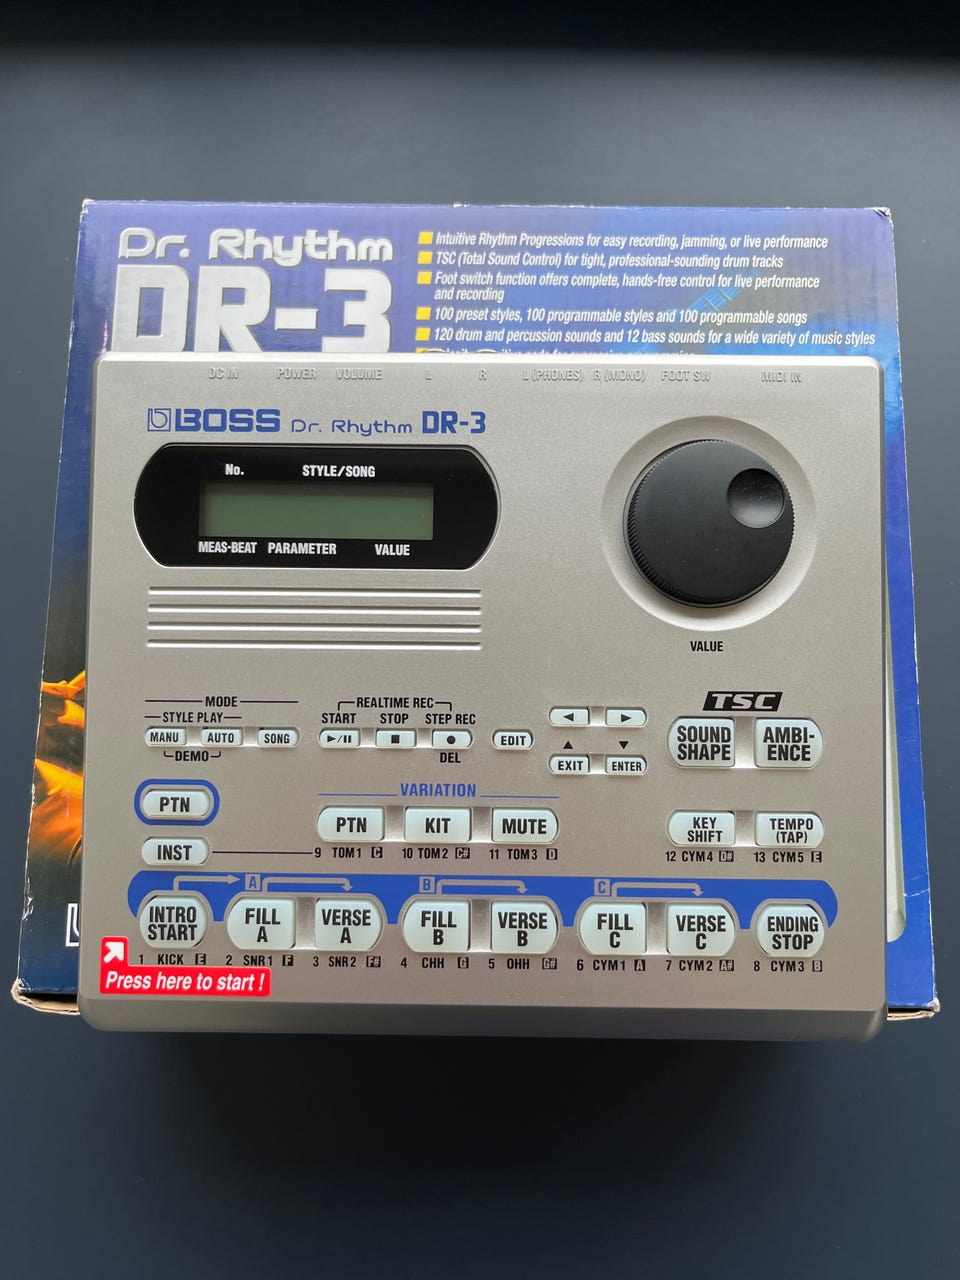 Dr. Rhythm
DR-3
Intuitive Rhythm Progressions for easy recording, jamming, or live performance
TSC (Total Sound Control) for tight, professional-sounding drum tracks
Foot switch function offers complete, hands-free control for live performance
and recording
100 preset styles, 100 programmable styles and 100 programmable songs
120 drum and percussion sounds and 12 bass sounds for a wide variety of music styles
DC IN POWER VOLUME L R L (PHONES) R (MONO) FOOT SW MIDI IN
BOSS Dr. Rhythm DR-3
No. STYLE/SONG
MEAS-BEAT PARAMETER VALUE
VALUE
MODE
STYLE PLAY
MANU AUTO SONG
DEMO
REALTIME REC
START STOP STEP REC
DEL
EDIT
◀ ▶
▲ ▼
EXIT ENTER
TSC
SOUND SHAPE
AMBI-ENCE
PTN
INST
VARIATION
PTN KIT MUTE
9 TOM1 C 10 TOM2 C# 11 TOM3 D
KEY SHIFT
TEMPO (TAP)
12 CYM4 D# 13 CYM5 E
A B C
INTRO START
FILL A
VERSE A
FILL B
VERSE B
FILL C
VERSE C
ENDING STOP
1 KICK E 2 SNR1 F 3 SNR2 F# 4 CHH G 5 OHH G# 6 CYM1 A 7 CYM2 A# 8 CYM3 B
Press here to start !